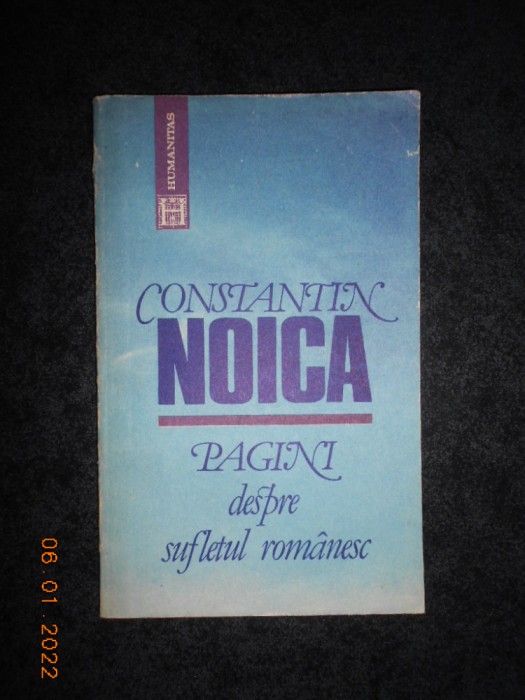 HUMANITAS
CONSTANTIN
NOICA
PAGINI
despre
sufletul românesc
06.01.2022